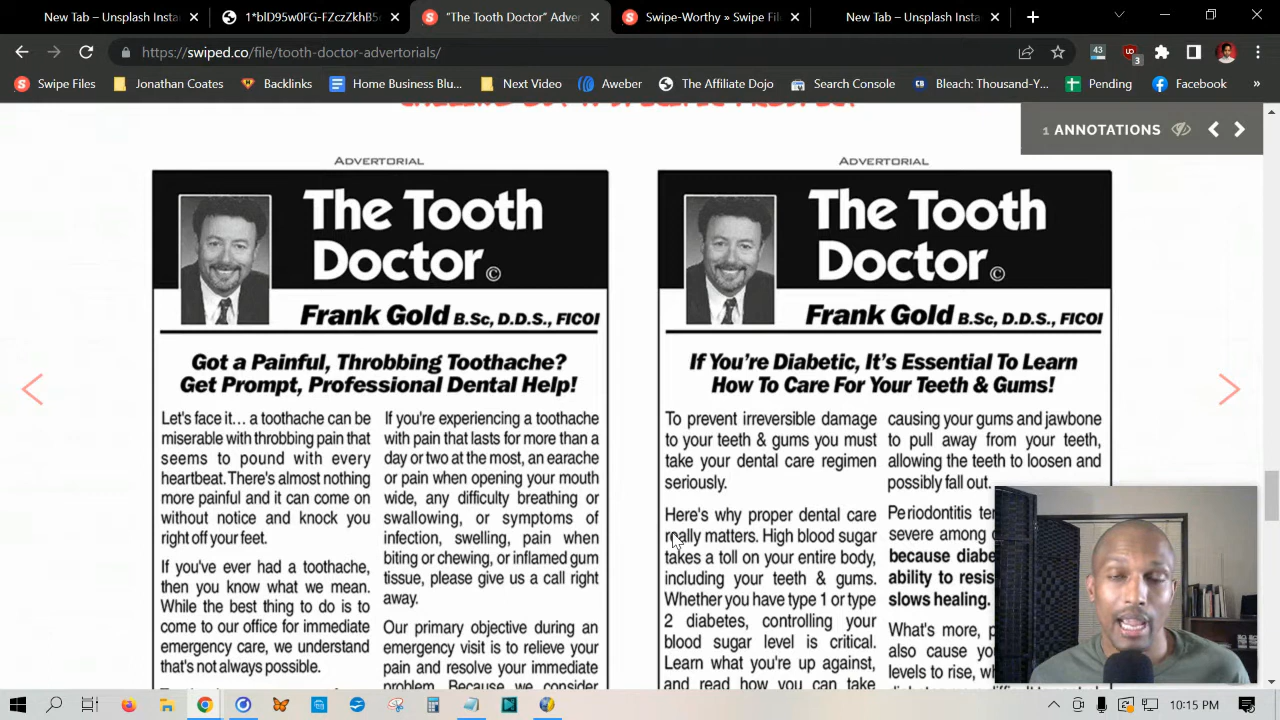 New Tab – Unsplash Insta
1*blD95w0FG-FZczZkhB5
"The Tooth Doctor" Adver
Swipe-Worthy » Swipe Fil
New Tab – Unsplash Insta
https://swiped.co/file/tooth-doctor-advertorials/
43
3
Swipe Files
Jonathan Coates
Backlinks
Home Business Blu...
Next Video
Aweber
The Affilate Dojo
Search Console
Bleach: Thousand-Y...
Pending
Facebook
»
1 ANNOTATIONS
ADVERTORIAL
The Tooth
Doctor©
Frank Gold B.Sc, D.D.S., FICOI
Got a Painful, Throbbing Toothache?
Get Prompt, Professional Dental Help!
Let's face it... a toothache can be
miserable with throbbing pain that
seems to pound with every
heartbeat. There's almost nothing
more painful and it can come on
without notice and knock you
right off your feet.
If you've ever had a toothache,
then you know what we mean.
While the best thing to do is to
come to our office for immediate
emergency care, we understand
that's not always possible.
If you're experiencing a toothache
with pain that lasts for more than a
day or two at the most, an earache
or pain when opening your mouth
wide, any difficulty breathing or
swallowing, or symptoms of
infection, swelling, pain when
biting or chewing, or inflamed gum
tissue, please give us a call right
away.
Our primary objective during an
emergency visit is to relieve your
pain and resolve your immediate
problem. Because we consider
ADVERTORIAL
The Tooth
Doctor©
Frank Gold B.Sc, D.D.S., FICOI
If You're Diabetic, It's Essential To Learn
How To Care For Your Teeth & Gums!
To prevent irreversible damage
to your teeth & gums you must
take your dental care regimen
seriously.
Here's why proper dental care
really matters. High blood sugar
takes a toll on your entire body,
including your teeth & gums.
Whether you have type 1 or type
2 diabetes, controlling your
blood sugar level is critical.
Learn what you're up against,
and read how you can take
causing your gums and jawbone
to pull away from your teeth,
allowing the teeth to loosen and
possibly fall out.
Periodontitis
severe among
because
ability to
slows healing.
What's more,
also cause
levels to rise,
10:15 PM